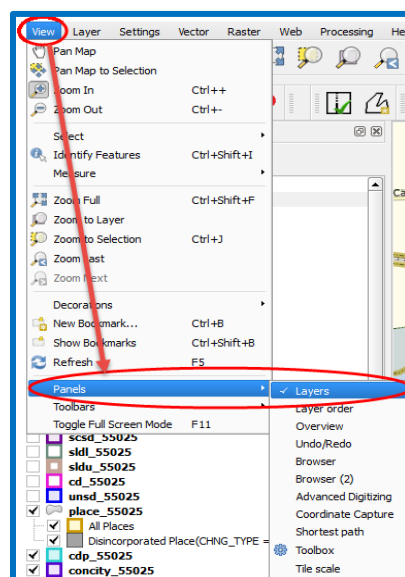 View Layer Settings Vector Raster Web Processing He
Pan Map
Pan Map to Selection
Zoom In Ctrl++
Zoom Out Ctrl+-
Select
Identify Features Ctrl+Shift+I
Measure
Zoom Full Ctrl+Shift+F
Zoom to Layer
Zoom to Selection Ctrl+J
Zoom Last
Zoom Next
Decorations
New Bookmark... Ctrl+B
Show Bookmarks Ctrl+Shift+B
Refresh F5
Panels
Toolbars
Toggle Full Screen Mode F11
Ca
Layers
Layer order
Overview
Undo/Redo
Browser
Browser (2)
Advanced Digitizing
Coordinate Capture
Shortest path
Toolbox
Tile scale
scsd_55025
sldl_55025
sldu_55025
cd_55025
unsd_55025
place_55025
All Places
Disincorporated Place(CHNG_TYPE =
cdp_55025
concity_55025